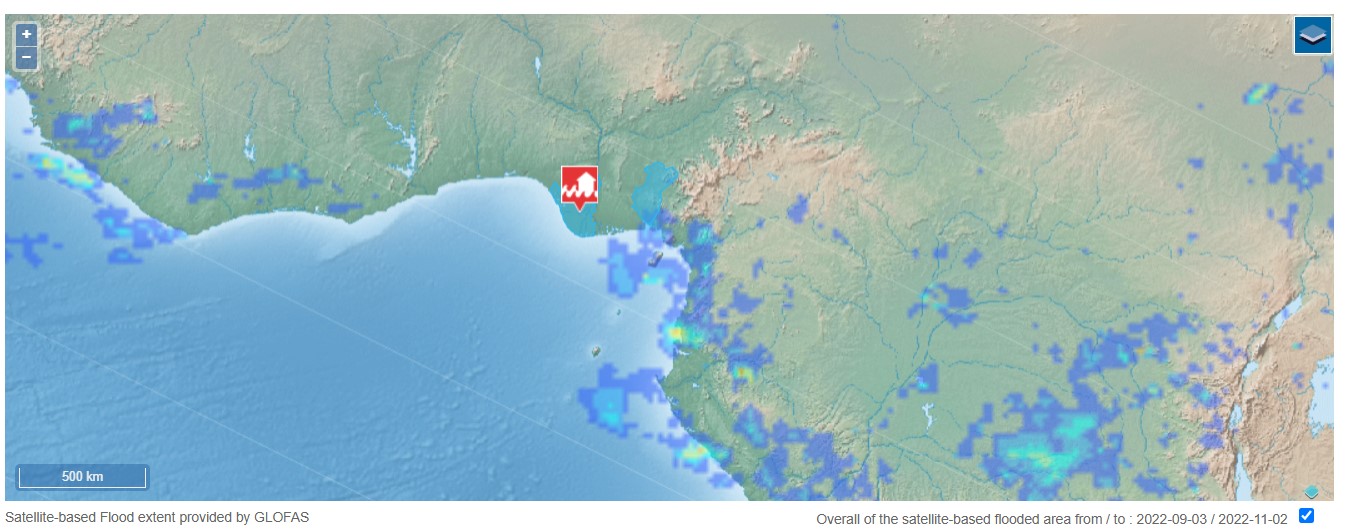 +
−
500 km
Satellite-based Flood extent provided by GLOFAS
Overall of the satellite-based flooded area from / to : 2022-09-03 / 2022-11-02